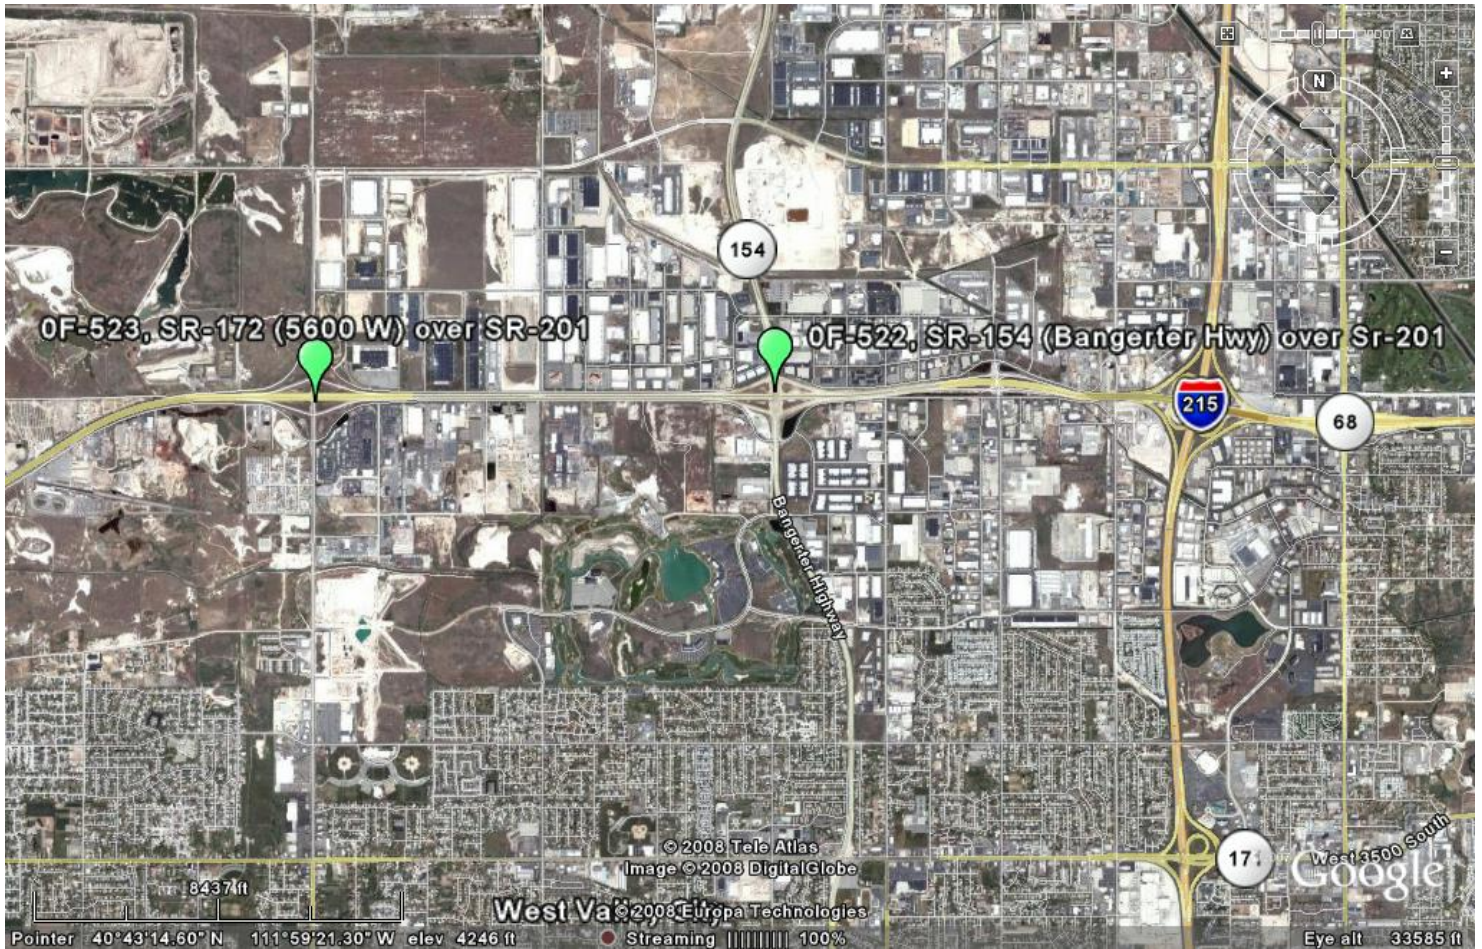 N
154
0F-523, SR-172 (5600 W) over SR-201
0F-522, SR-154 (Bangerter Hwy) over Sr-201
215
68
Bangerter Highway
© 2008 Tele Atlas
171
West 3500 South
Image © 2008 DigitalGlobe
Google
8437 ft
West Valley City
© 2008 Europa Technologies
Pointer 40°43'14.60" N 111°59'21.30" W elev 4246 ft
Streaming |||||||||| 100%
Eye alt 33585 ft